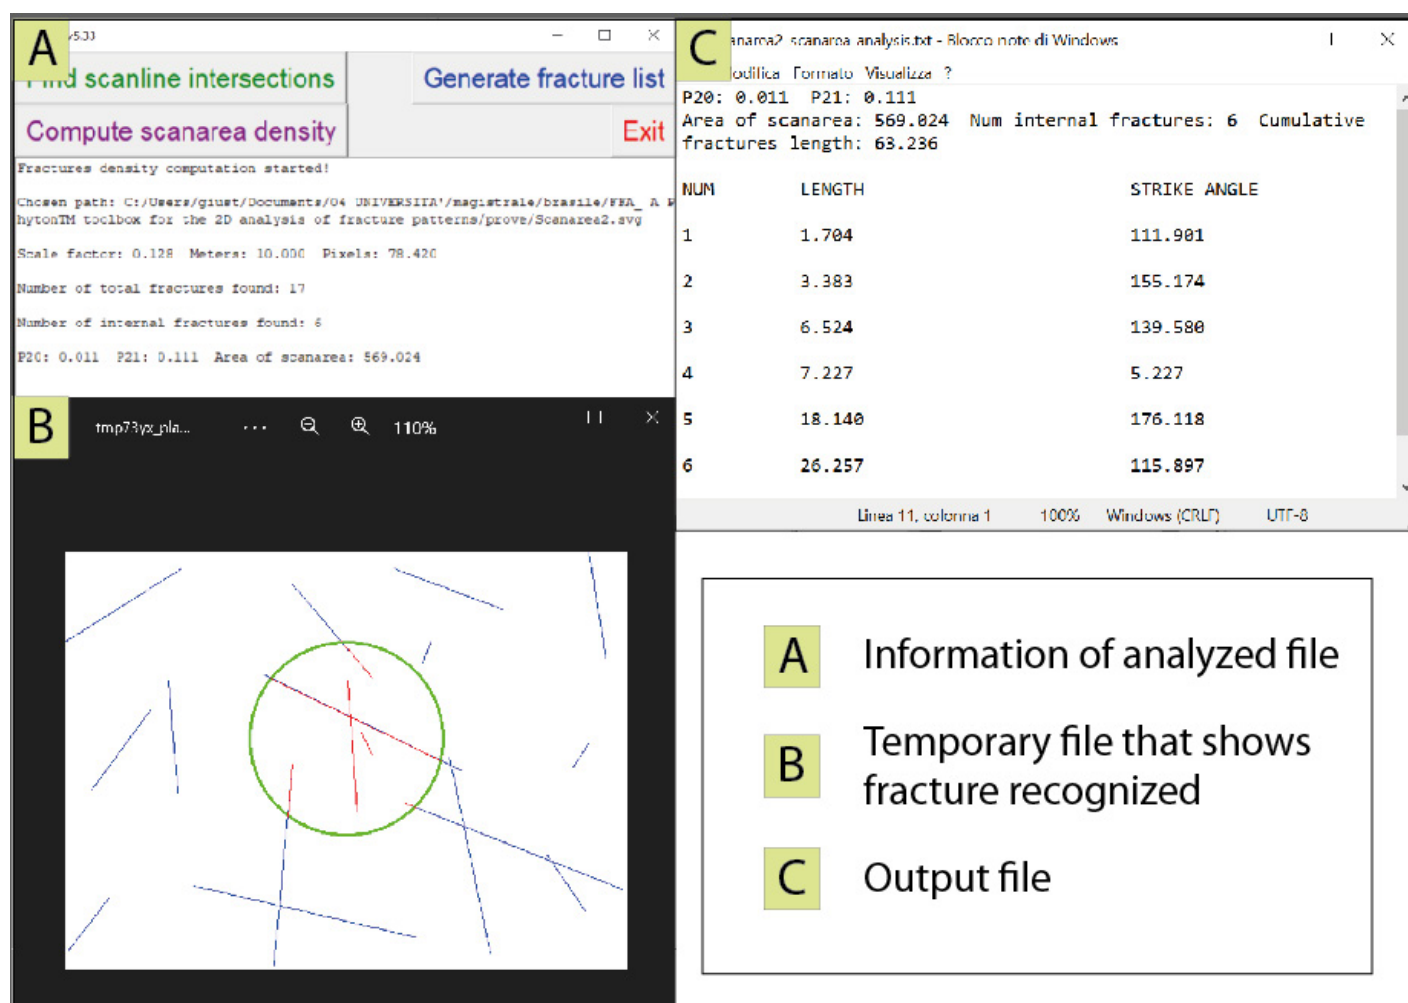 A
v5.33
Find scanline intersections
Generate fracture list
Compute scanarea density
Exit
Fractures density computation started!
Chosen path: C:/Users/giust/Documents/04 UNIVERSITA'/magistrale/brasile/FFA_ A P
hytonTM toolbox for the 2D analysis of fracture patterns/prove/Scanarea2.svg
Scale factor: 0.128 Meters: 10.000 Pixels: 78.420
Number of total fractures found: 17
Number of internal fractures found: 6
P20: 0.011 P21: 0.111 Area of scanarea: 569.024
B
tmp73yx_pla...
...
110%
C
anarea2_scanarea_analysis.txt - Blocco note di Windows
Modifica Formato Visualizza ?
P20: 0.011 P21: 0.111
Area of scanarea: 569.024 Num internal fractures: 6 Cumulative
fractures length: 63.236
NUM LENGTH STRIKE ANGLE
1 1.704 111.901
2 3.383 155.174
3 6.524 139.580
4 7.227 5.227
5 18.140 176.118
6 26.257 115.897
Linea 11, colonna 1 100% Windows (CRLF) UTF-8
A Information of analyzed file
B Temporary file that shows
fracture recognized
C Output file